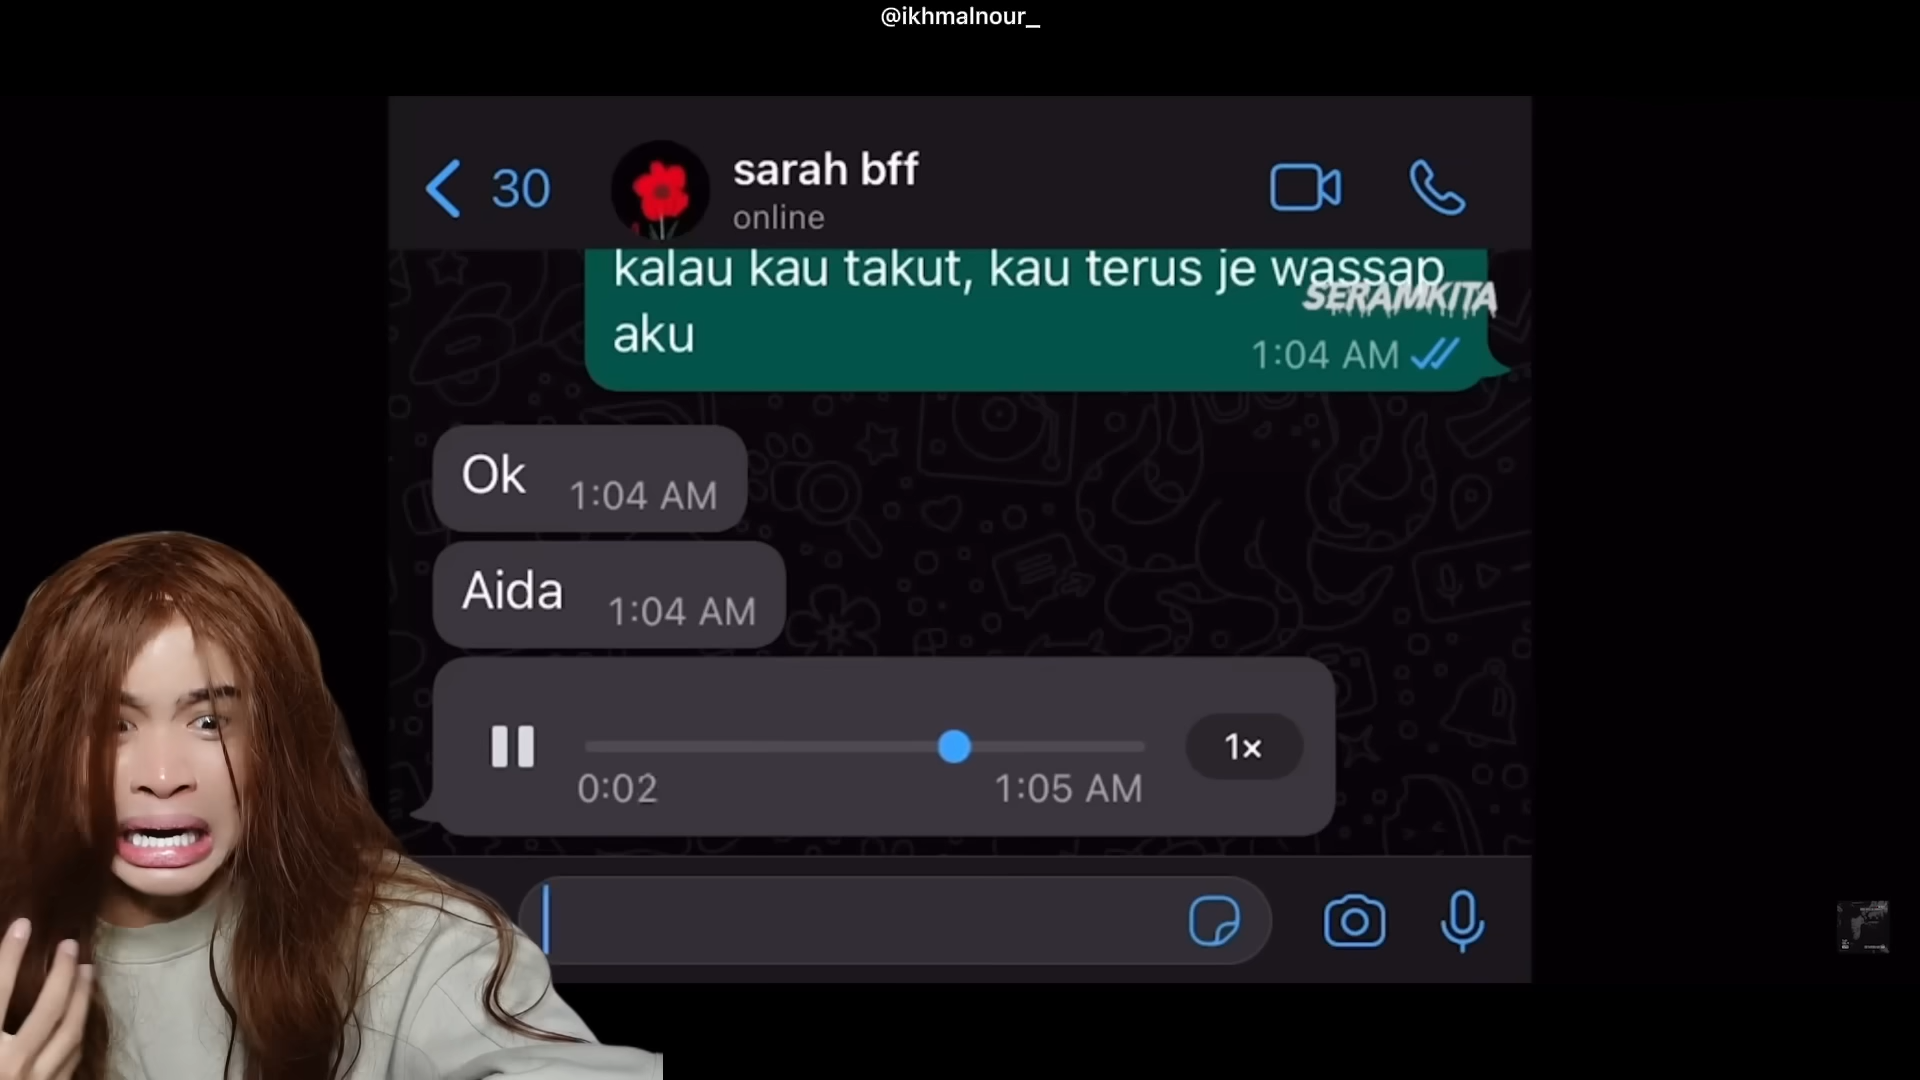 @ikhmalnour_
30
sarah bff
online
kalau kau takut, kau terus je wassap
SERAMKITA
aku
1:04 AM
Ok
1:04 AM
Aida
1:04 AM
0:02
1:05 AM
1×